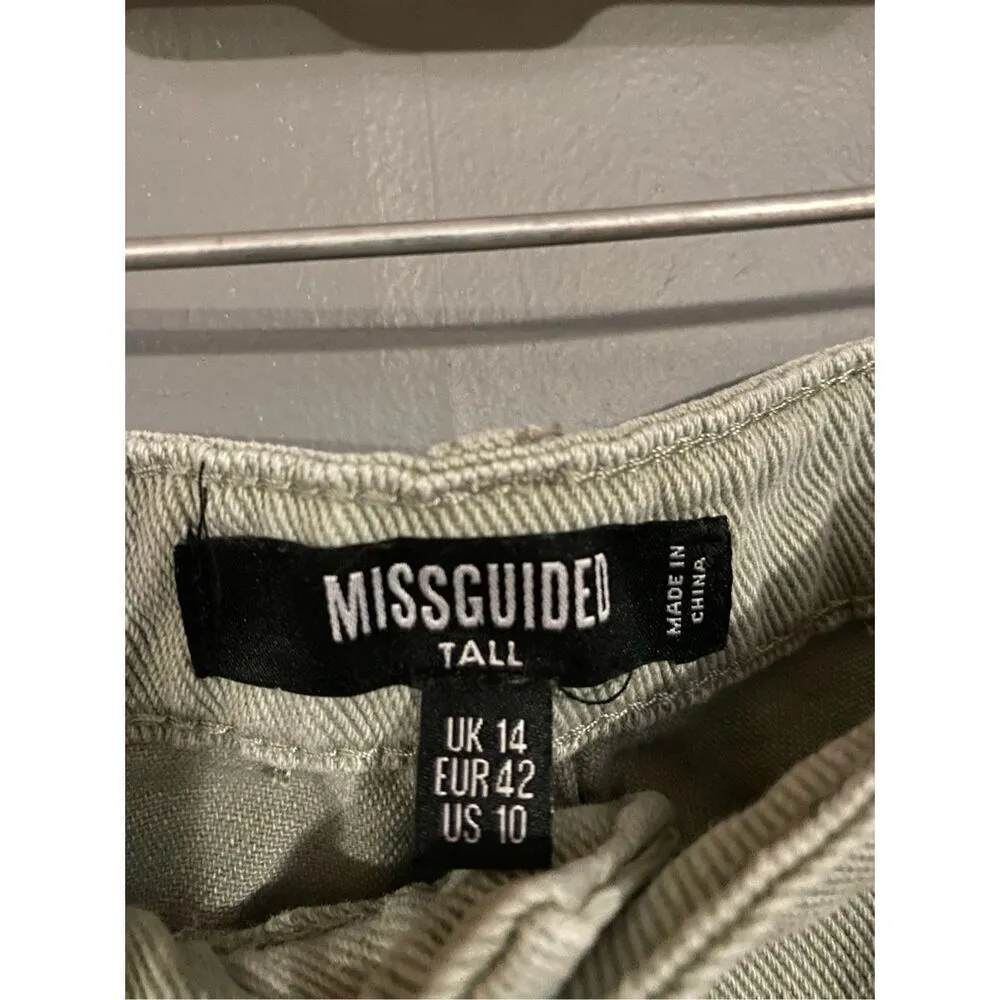 MISSGUIDED
TALL
MADE IN
CHINA
UK 14
EUR 42
US 10